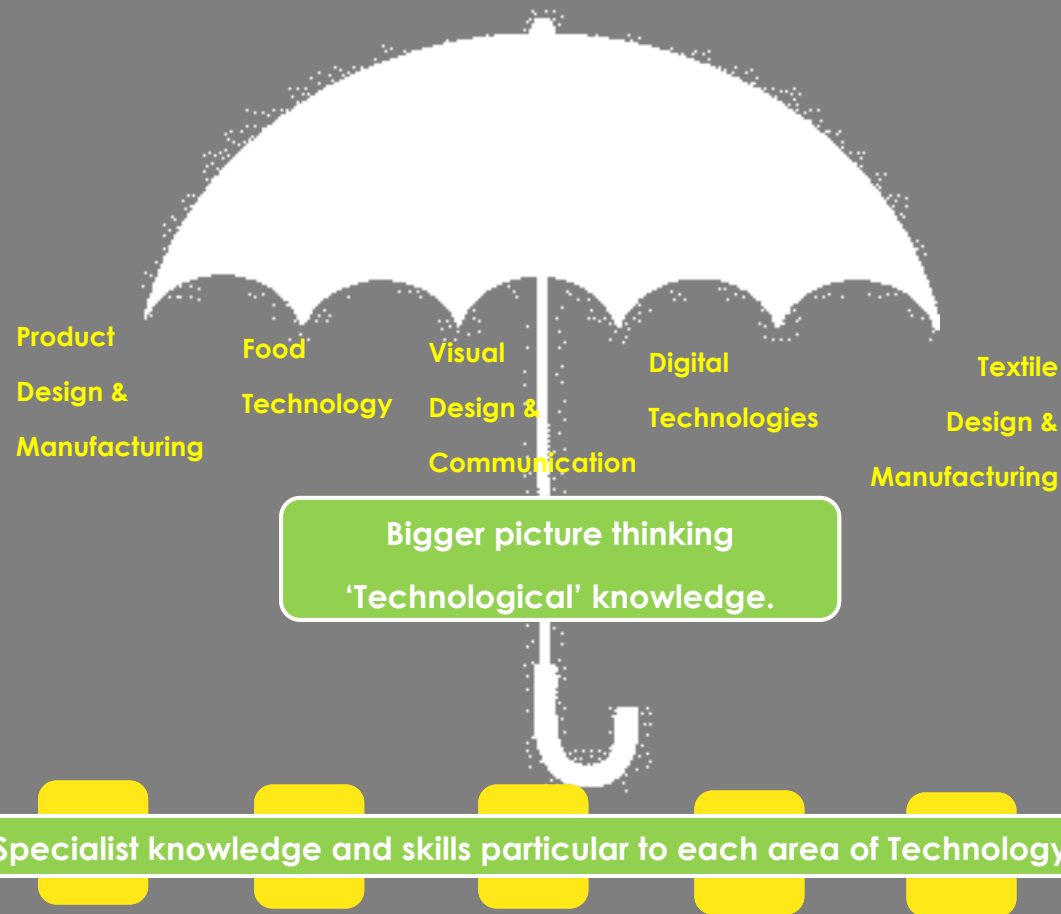 Product
Design &
Manufacturing
Food
Technology
Visual
Design &
Communication
Digital
Technologies
Textile
Design &
Manufacturing
Bigger picture thinking
‘Technological’ knowledge.
Specialist knowledge and skills particular to each area of Technology